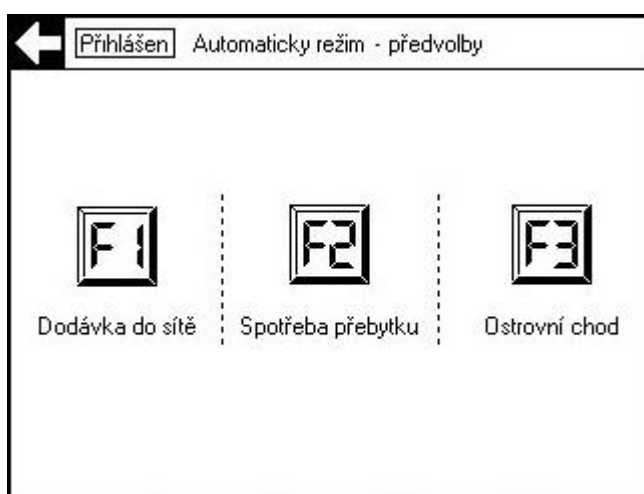 Přihlášen Automaticky režim - předvolby
F1 F2 F3
Dodávka do sítě Spotřeba přebytku Ostrovní chod